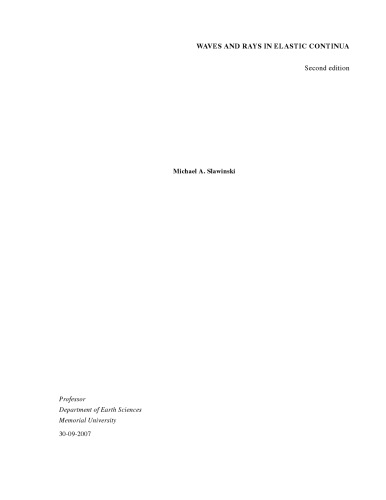 WAVES AND RAYS IN ELASTIC CONTINUA
Second edition
Michael A. Sławinski
Professor
Department of Earth Sciences
Memorial University
30-09-2007